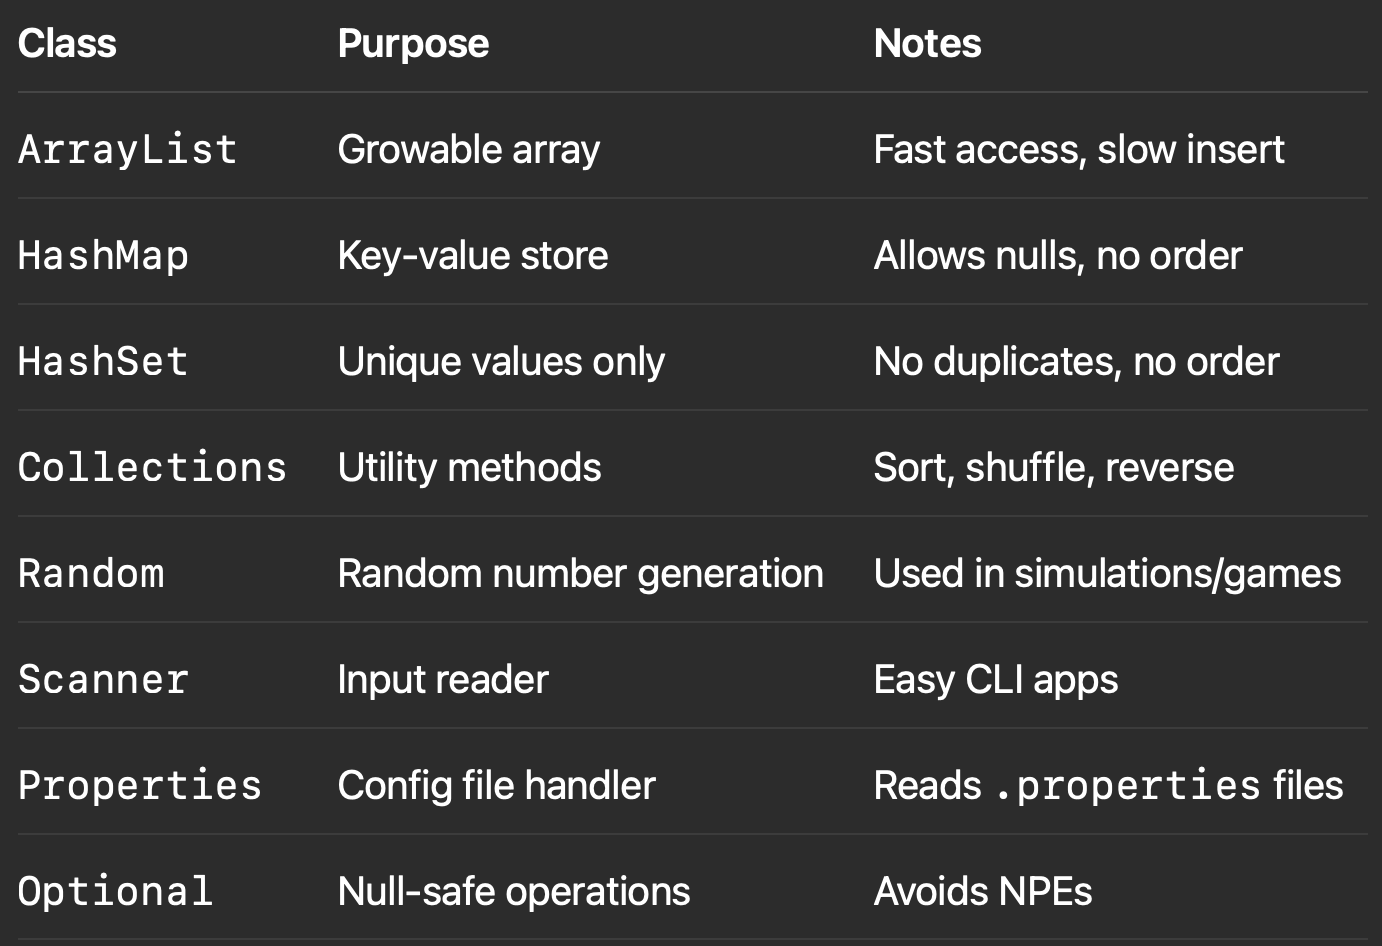 Class Purpose Notes
ArrayList Growable array Fast access, slow insert
HashMap Key-value store Allows nulls, no order
HashSet Unique values only No duplicates, no order
Collections Utility methods Sort, shuffle, reverse
Random Random number generation Used in simulations/games
Scanner Input reader Easy CLI apps
Properties Config file handler Reads .properties files
Optional Null-safe operations Avoids NPEs